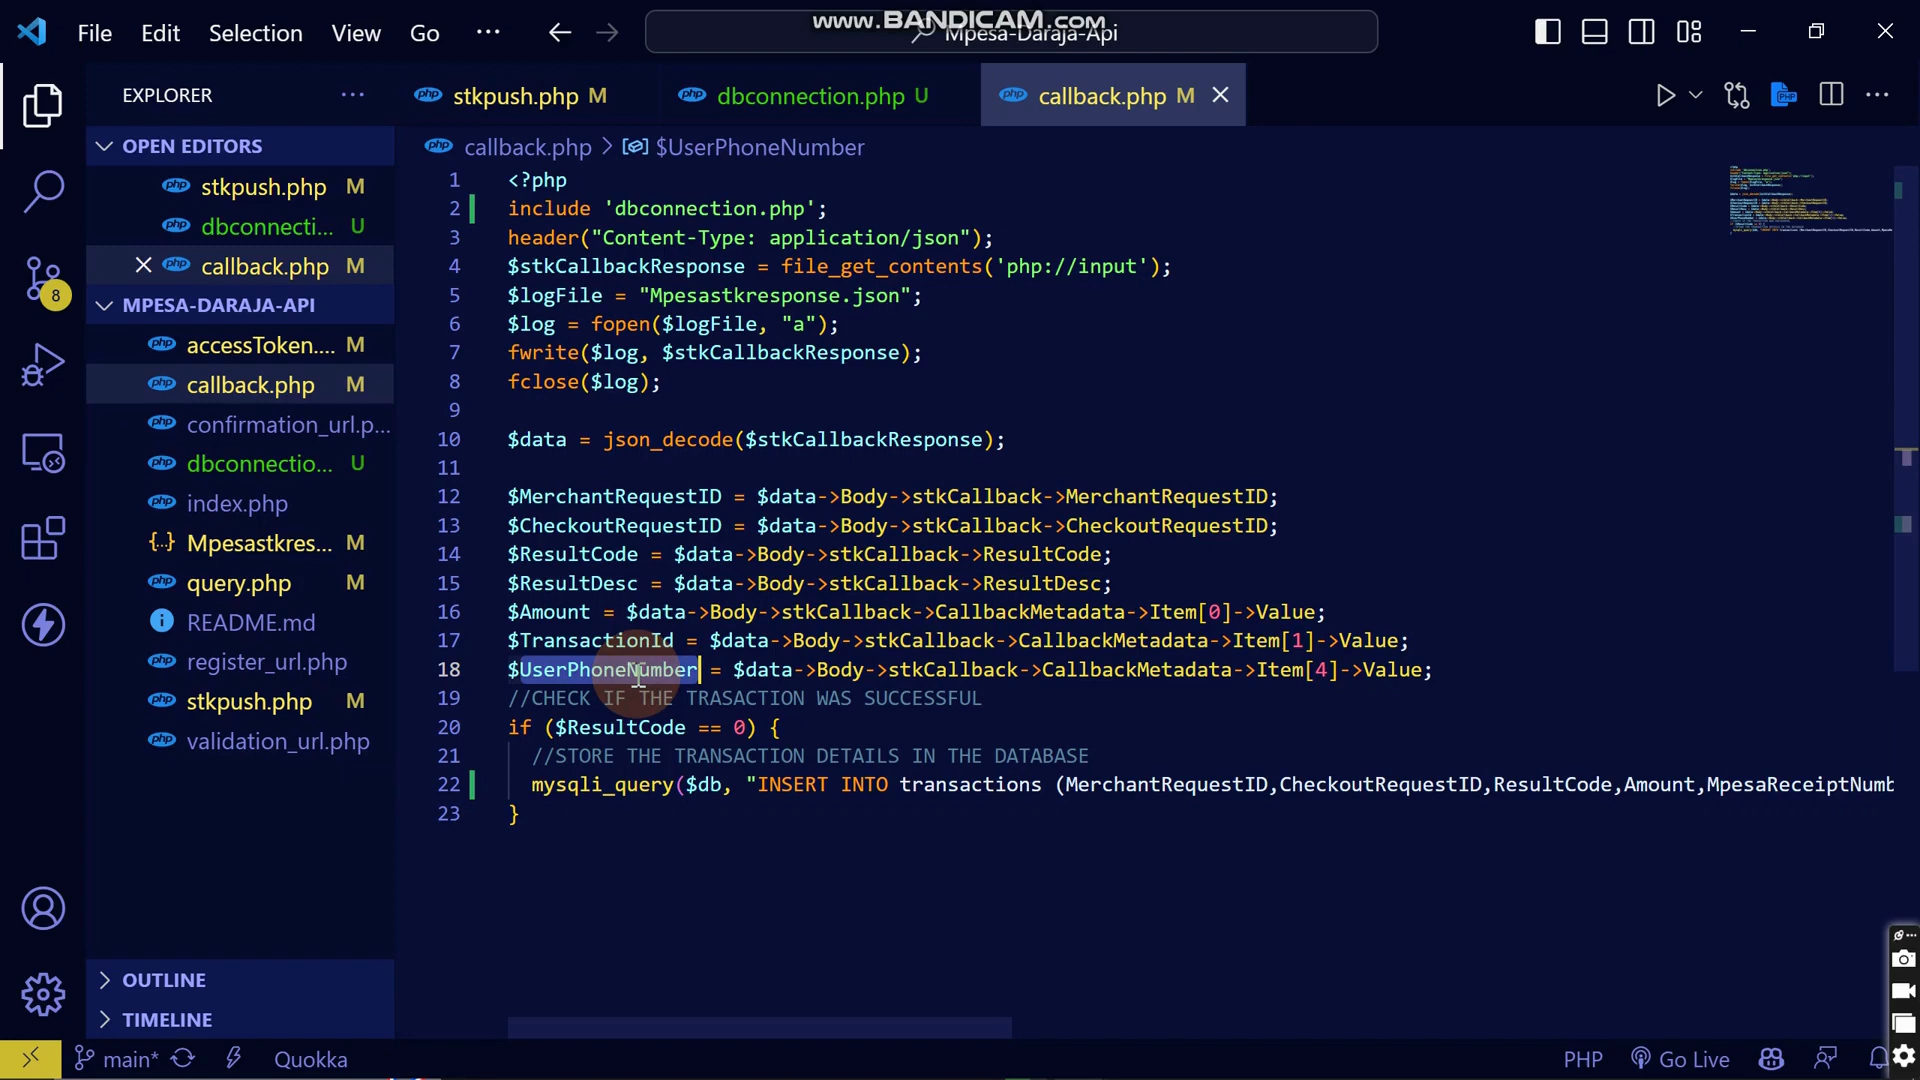 www.BANDICAM.com
File Edit Selection View Go ... Mpesa-Daraja-Api
EXPLORER ...
stkpush.php M dbconnection.php U callback.php M
OPEN EDITORS
stkpush.php M
dbconnecti... U
callback.php M
MPESA-DARAJA-API
accessToken.... M
callback.php M
confirmation_url.p...
dbconnectio... U
index.php
{..} Mpesastkres... M
query.php M
README.md
register_url.php
stkpush.php M
validation_url.php
OUTLINE
TIMELINE
8
callback.php > $UserPhoneNumber
1 <?php
2 include 'dbconnection.php';
3 header("Content-Type: application/json");
4 $stkCallbackResponse = file_get_contents('php://input');
5 $logFile = "Mpesastkresponse.json";
6 $log = fopen($logFile, "a");
7 fwrite($log, $stkCallbackResponse);
8 fclose($log);
9
10 $data = json_decode($stkCallbackResponse);
11
12 $MerchantRequestID = $data->Body->stkCallback->MerchantRequestID;
13 $CheckoutRequestID = $data->Body->stkCallback->CheckoutRequestID;
14 $ResultCode = $data->Body->stkCallback->ResultCode;
15 $ResultDesc = $data->Body->stkCallback->ResultDesc;
16 $Amount = $data->Body->stkCallback->CallbackMetadata->Item[0]->Value;
17 $TransactionId = $data->Body->stkCallback->CallbackMetadata->Item[1]->Value;
18 $UserPhoneNumber = $data->Body->stkCallback->CallbackMetadata->Item[4]->Value;
19 //CHECK IF THE TRASACTION WAS SUCCESSFUL
20 if ($ResultCode == 0) {
21 //STORE THE TRANSACTION DETAILS IN THE DATABASE
22 mysqli_query($db, "INSERT INTO transactions (MerchantRequestID,CheckoutRequestID,ResultCode,Amount,MpesaReceiptNumb
23 }
main* Quokka PHP Go Live